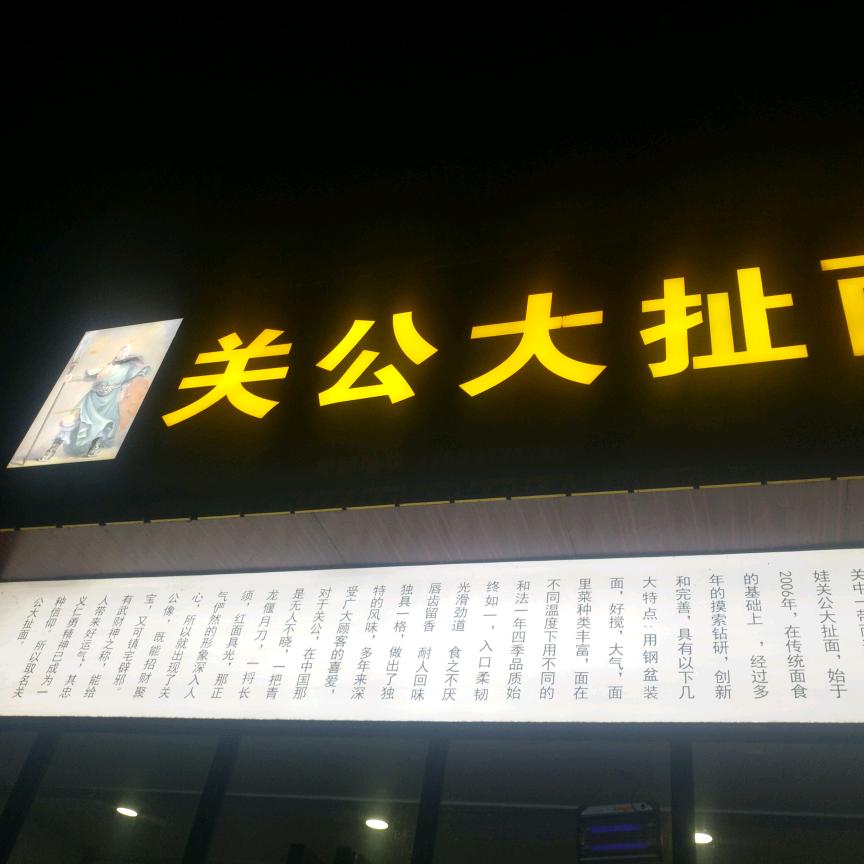 关公大扯
关中一带
娃关公大扯面，始于
2006年，在传统面食
的基础上，经过多
年的摸索钻研，创新
和完善，具有以下几
大特点：用钢盆装
面，好搅，大气，面
里菜种类丰富，面在
不同温度下用不同的
和法一年四季品质始
终如一，入口柔韧
光滑劲道 食之不厌
唇齿留香 耐人回味
独具一格，做出了独
特的风味，多年来深
受广大顾客的喜爱，
对于关公，在中国那
是无人不晓，一把青
龙偃月刀，一捋长
须，红面具光，那正
气伊然的形象深入人
心，所以就出现了关
公像，既能招财聚
宝，又可镇宅辟邪。
有武财神之称，能给
人带来好运气，其忠
义仁勇精神已成为一
种信仰。所以取名关
公大扯面。